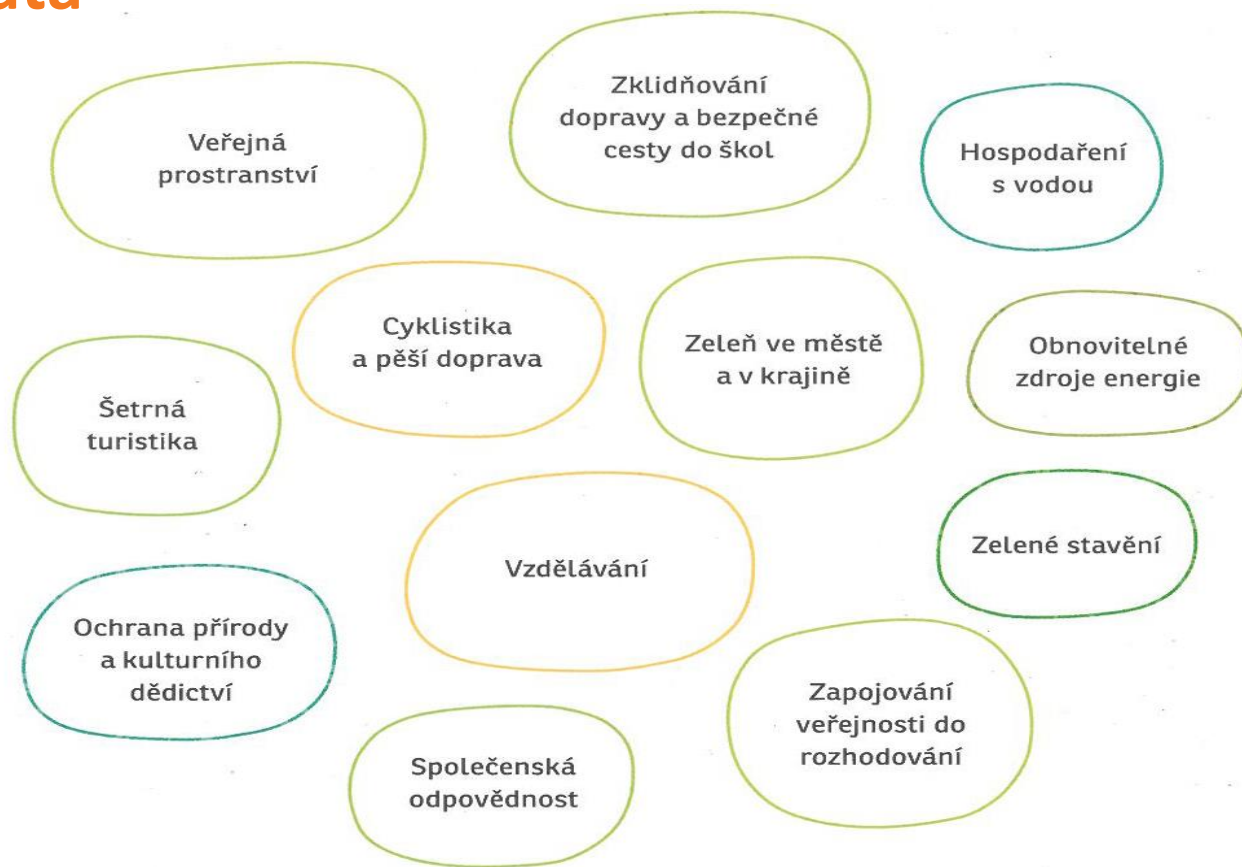 Veřejná
prostranství
Zklidňování
dopravy a bezpečné
cesty do škol
Hospodaření
s vodou
Cyklistika
a pěší doprava
Zeleň ve městě
a v krajině
Obnovitelné
zdroje energie
Šetrná
turistika
Vzdělávání
Zelené stavění
Ochrana přírody
a kulturního
dědictví
Zapojování
veřejnosti do
rozhodování
Společenská
odpovědnost